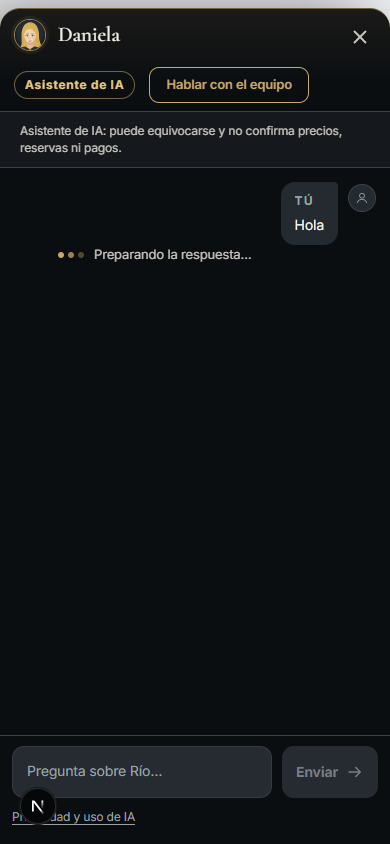 Daniela
Asistente de IA
Hablar con el equipo
Asistente de IA: puede equivocarse y no confirma precios,
reservas ni pagos.
TÚ
Hola
Preparando la respuesta...
Pregunta sobre Río...
Enviar
N
dad y uso de IA